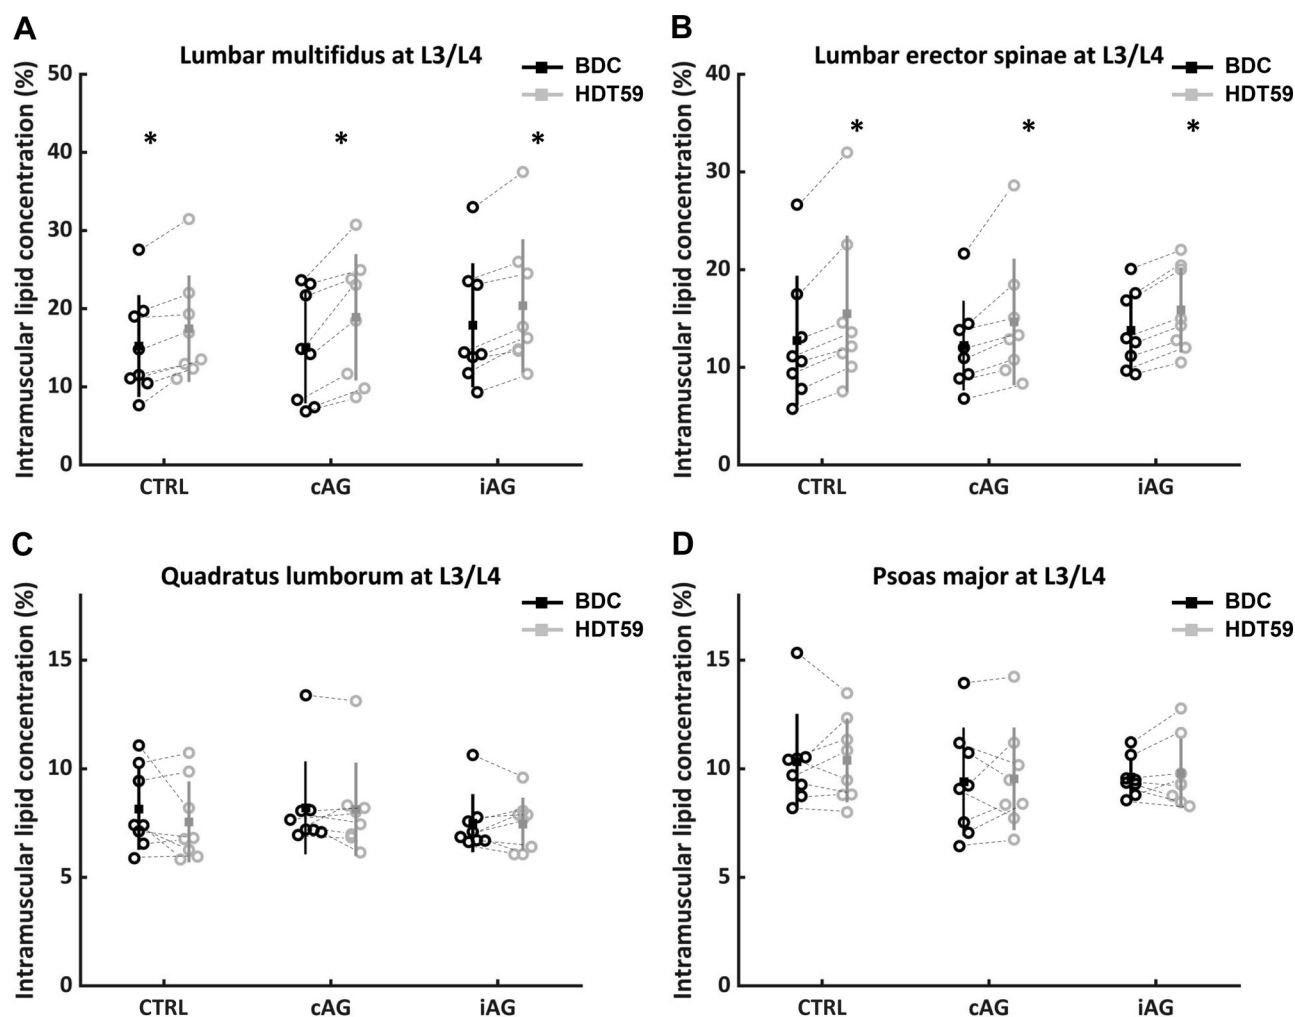 A
Lumbar multifidus at L3/L4
BDC
HDT59
Intramuscular lipid concentration (%)
50
40
30
20
10
0
* * *
CTRL cAG iAG
B
Lumbar erector spinae at L3/L4
BDC
HDT59
Intramuscular lipid concentration (%)
40
30
20
10
0
* * *
CTRL cAG iAG
C
Quadratus lumborum at L3/L4
BDC
HDT59
Intramuscular lipid concentration (%)
15
10
5
0
CTRL cAG iAG
D
Psoas major at L3/L4
BDC
HDT59
Intramuscular lipid concentration (%)
15
10
5
0
CTRL cAG iAG